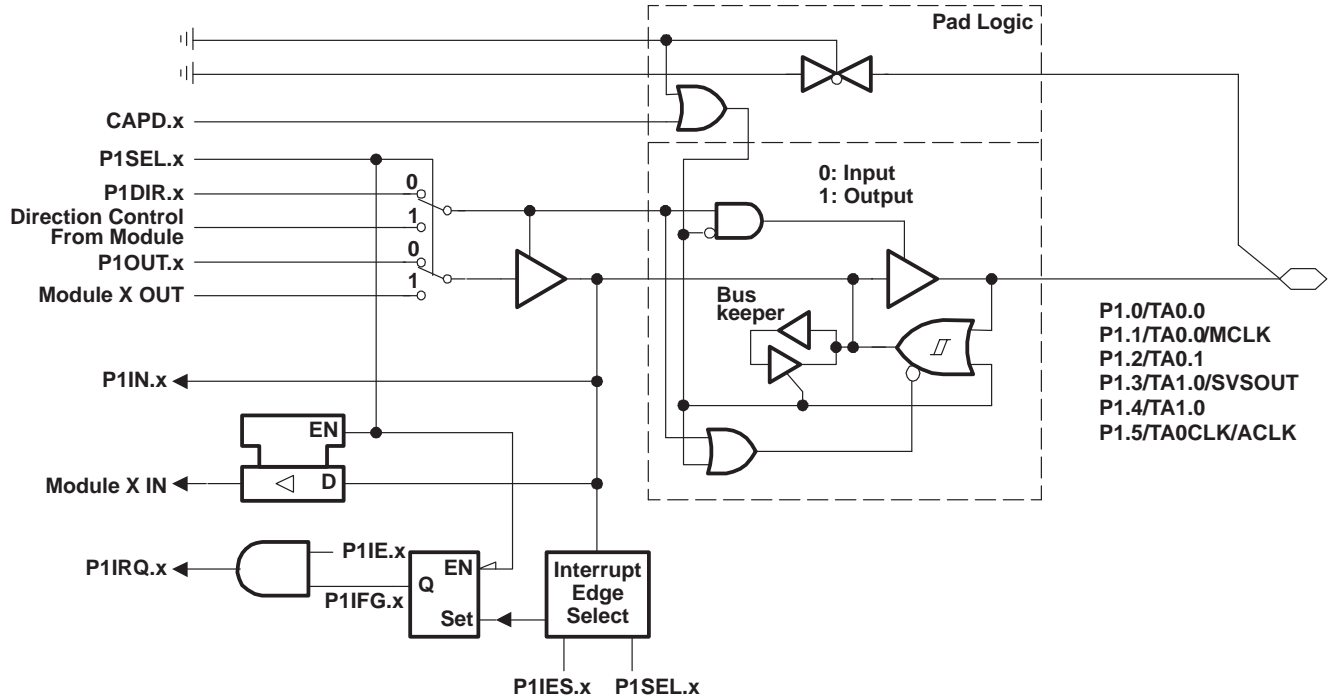 Pad Logic
CAPD.x
P1SEL.x
0
P1DIR.x
Direction Control
From Module
1
0
P1OUT.x
1
Module X OUT
0: Input
1: Output
Bus
keeper
P1.0/TA0.0
P1.1/TA0.0/MCLK
P1.2/TA0.1
P1.3/TA1.0/SVSOUT
P1.4/TA1.0
P1.5/TA0CLK/ACLK
P1IN.x
EN
Module X IN
D
P1IE.x
P1IRQ.x
EN
Q
P1IFG.x
Set
Interrupt
Edge
Select
P1IES.x P1SEL.x